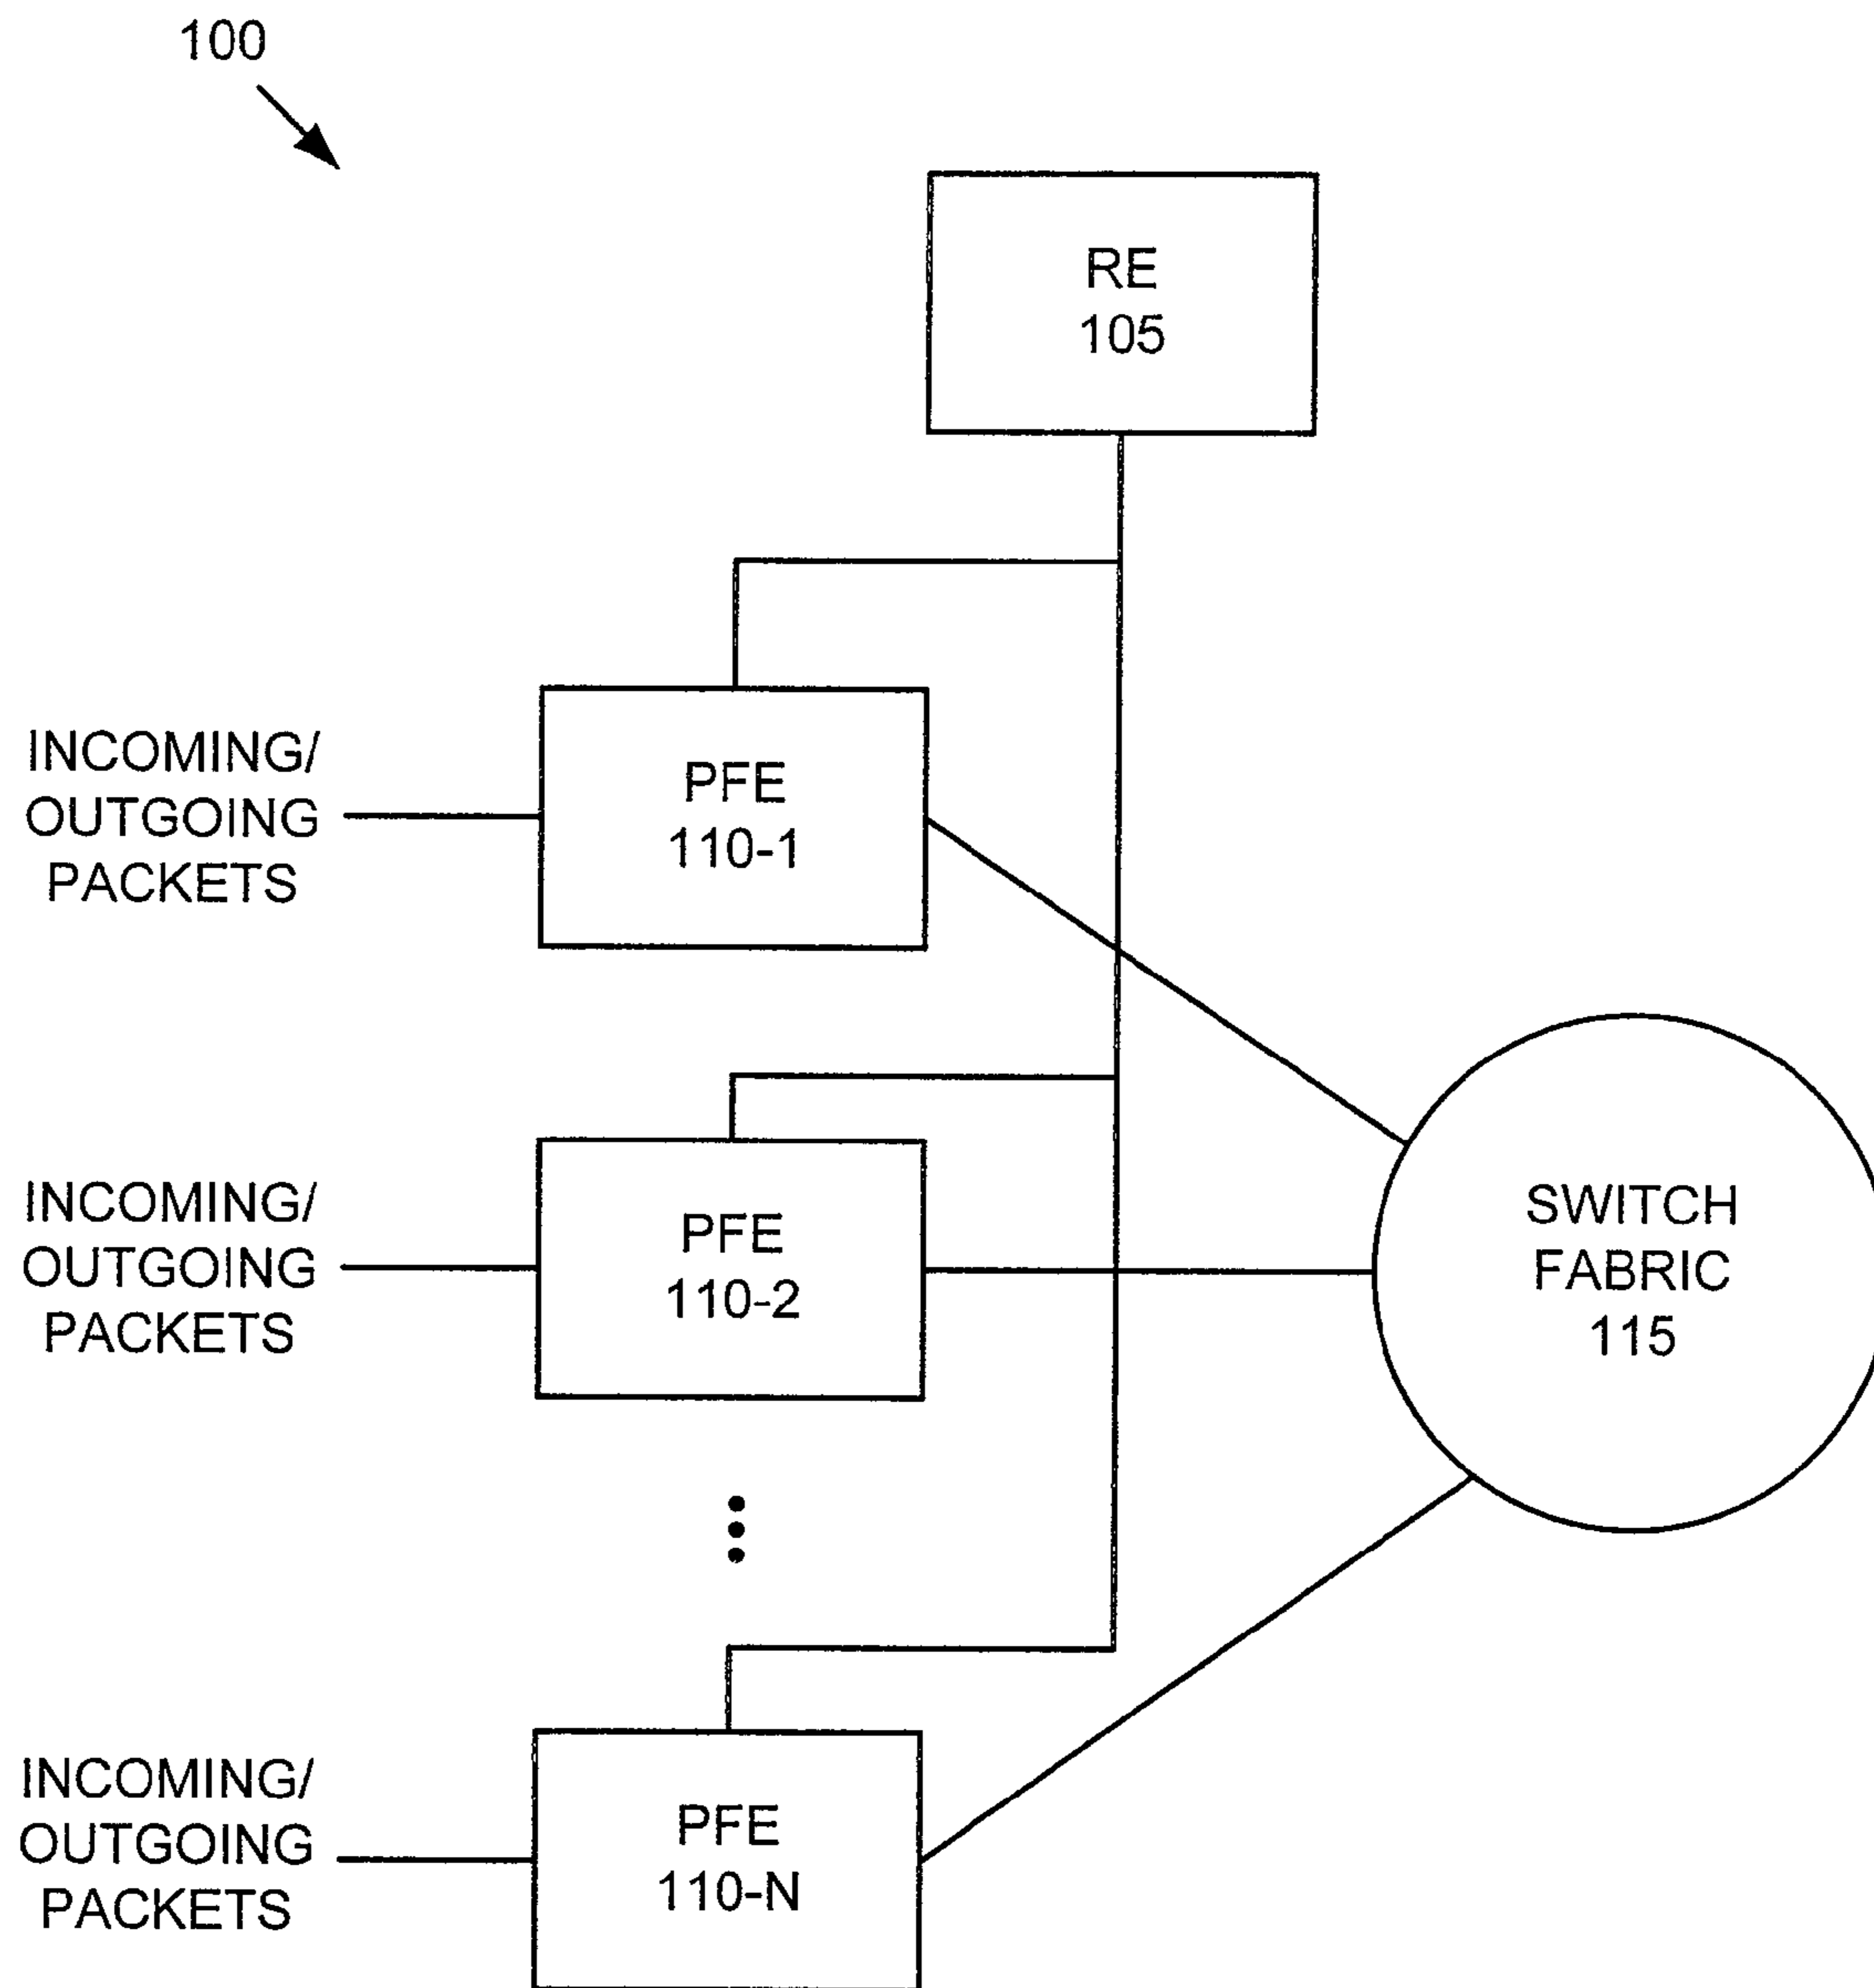 100
RE
105
INCOMING/
OUTGOING
PACKETS
PFE
110-1
INCOMING/
OUTGOING
PACKETS
PFE
110-2
SWITCH
FABRIC
115
INCOMING/
OUTGOING
PACKETS
PFE
110-N